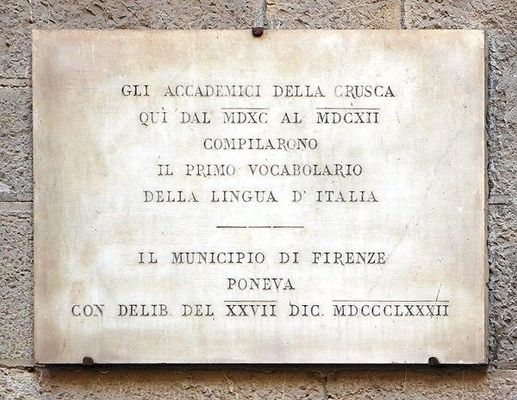 GLI ACCADEMICI DELLA CRUSCA
QUÌ DAL MDXC AL MDCXII
COMPILARONO
IL PRIMO VOCABOLARIO
DELLA LINGUA D' ITALIA
IL MUNICIPIO DI FIRENZE
PONEVA
CON DELIB. DEL XXVII DIC. MDCCCLXXXII